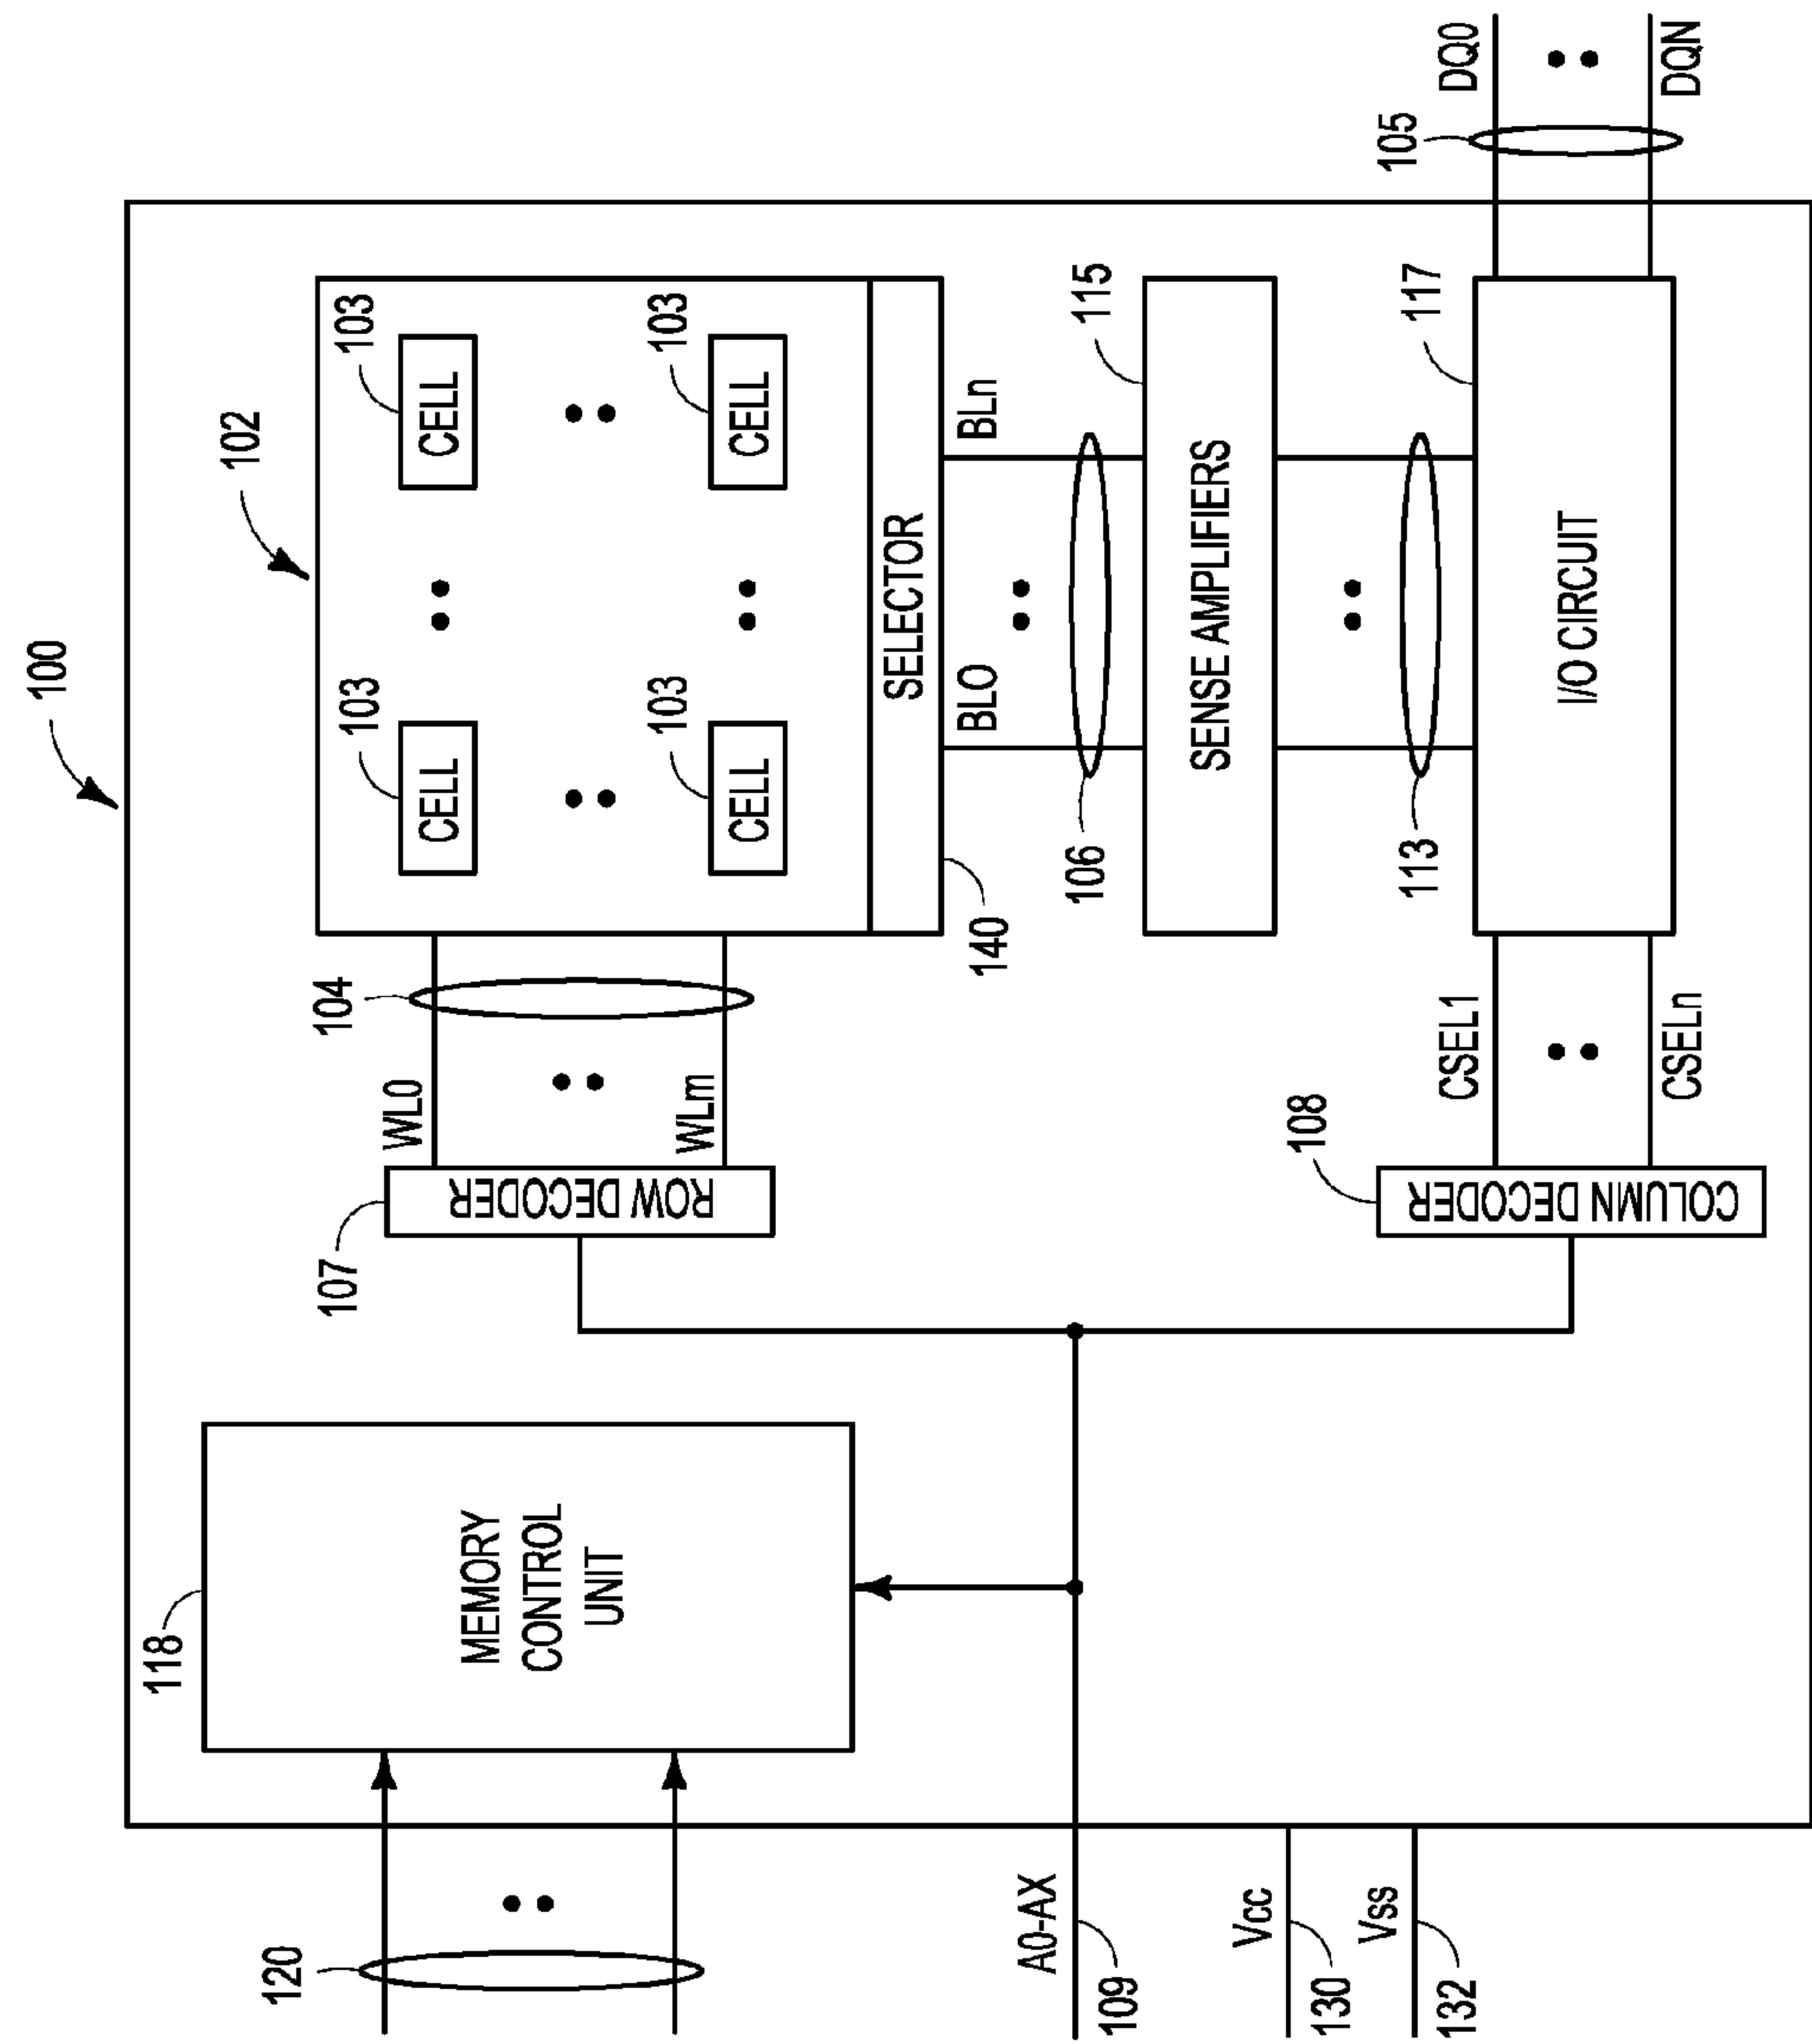 100
102
103
CELL
103
CELL
103
CELL
103
CELL
SELECTOR
140
104
WL0
WLm
ROW DECODER
107
118
MEMORY
CONTROL
UNIT
120
BLO
BLn
106
115
SENSE AMPLIFIERS
113
117
I/O CIRCUIT
105
DQ0
DQN
CSEL1
CSELn
108
COLUMN DECODER
A0-AX
109
Vcc
130
Vss
132